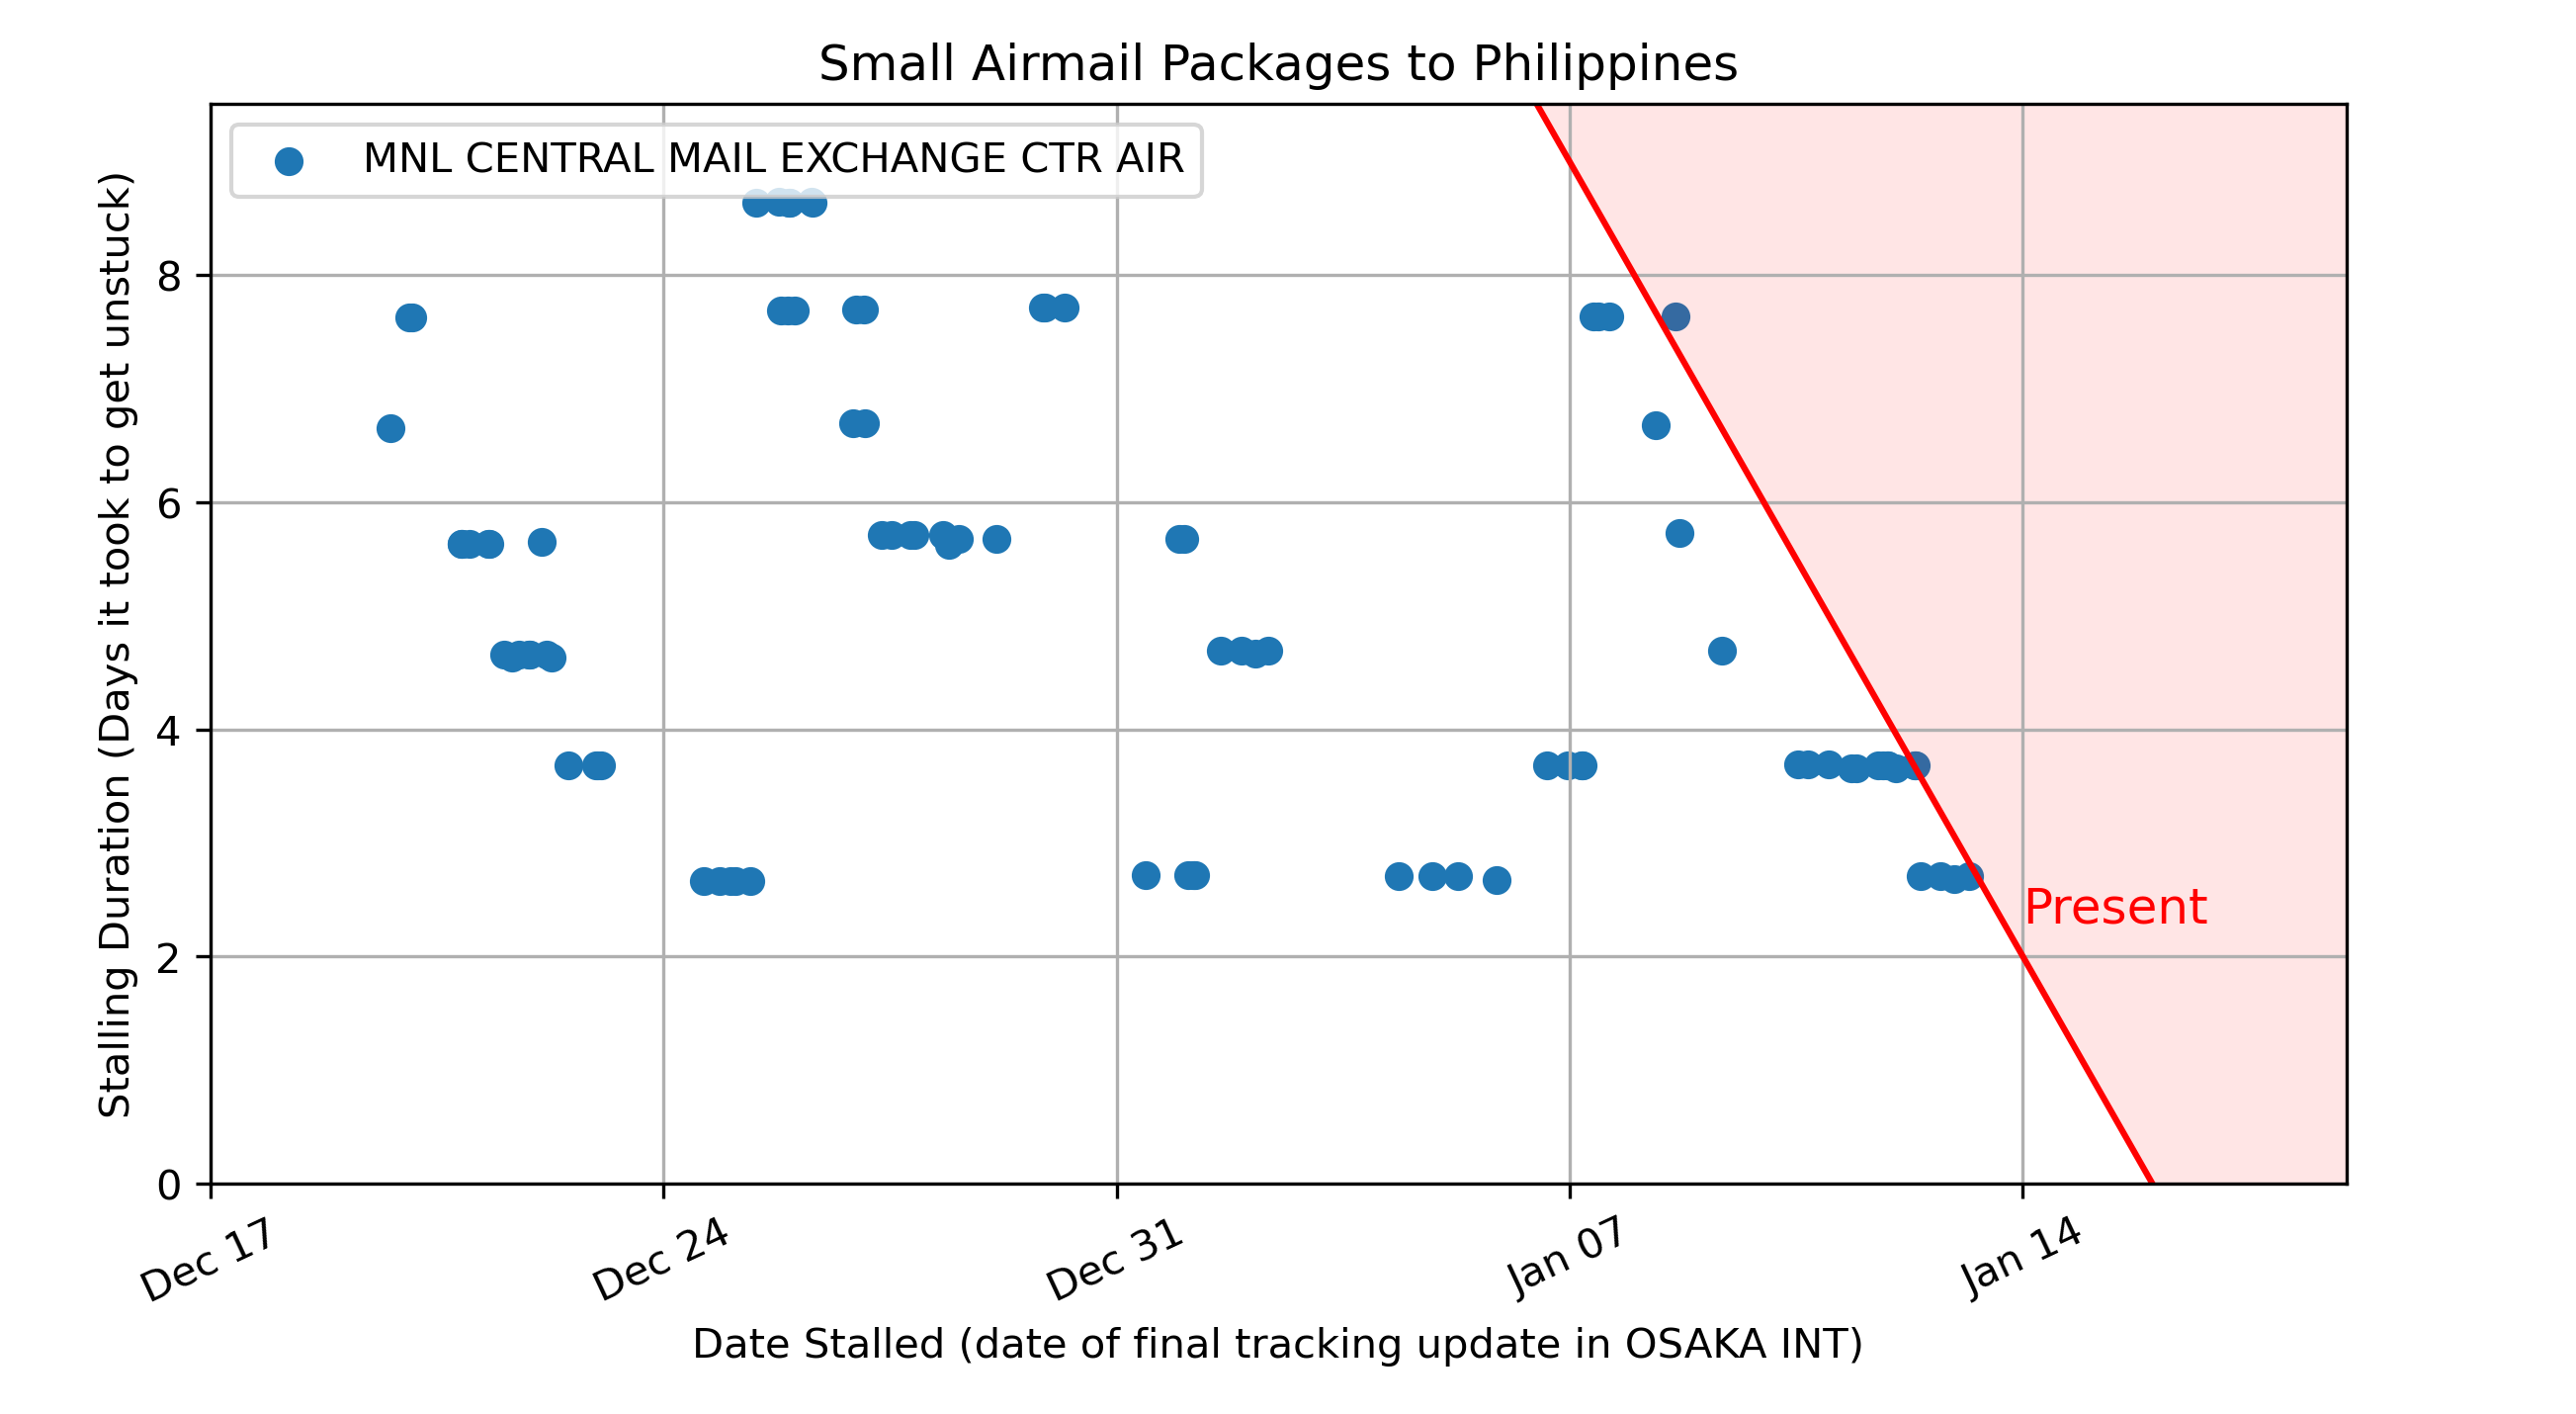 Small Airmail Packages to Philippines
MNL CENTRAL MAIL EXCHANGE CTR AIR
Stalling Duration (Days it took to get unstuck)
8
6
4
2
0
Present
Dec 17
Dec 24
Dec 31
Jan 07
Jan 14
Date Stalled (date of final tracking update in OSAKA INT)